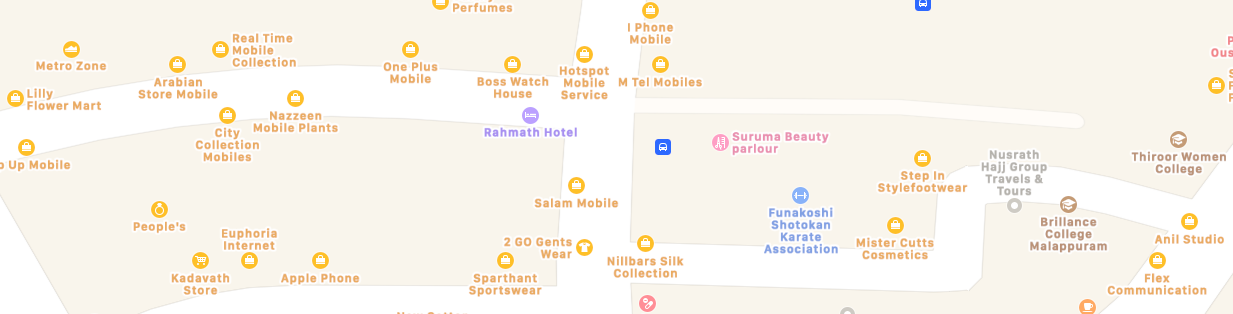 Perfumes
I Phone
Mobile
Real Time
Mobile
Collection
Metro Zone
One Plus
Mobile
Arabian
Store Mobile
Boss Watch
House
Hotspot
Mobile
Service
M Tel Mobiles
Lilly
Flower Mart
Nazzeen
Mobile Plants
City
Collection
Mobiles
Rahmath Hotel
Suruma Beauty
parlour
Up Mobile
Thiroor Women
College
Nusrath
Hajj Group
Travels &
Tours
Step In
Stylefootwear
Salam Mobile
Funakoshi
Shotokan
Karate
Association
People's
Brillance
College
Malappuram
Euphoria
Internet
2 GO Gents
Wear
Mister Cutts
Cosmetics
Anil Studio
Nillbars Silk
Collection
Kadavath
Store
Apple Phone
Sparthant
Sportswear
Flex
Communication